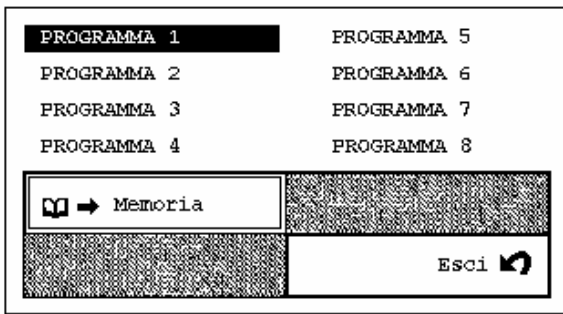 PROGRAMMA 1
PROGRAMMA 2
PROGRAMMA 3
PROGRAMMA 4
PROGRAMMA 5
PROGRAMMA 6
PROGRAMMA 7
PROGRAMMA 8
Memoria
Esci